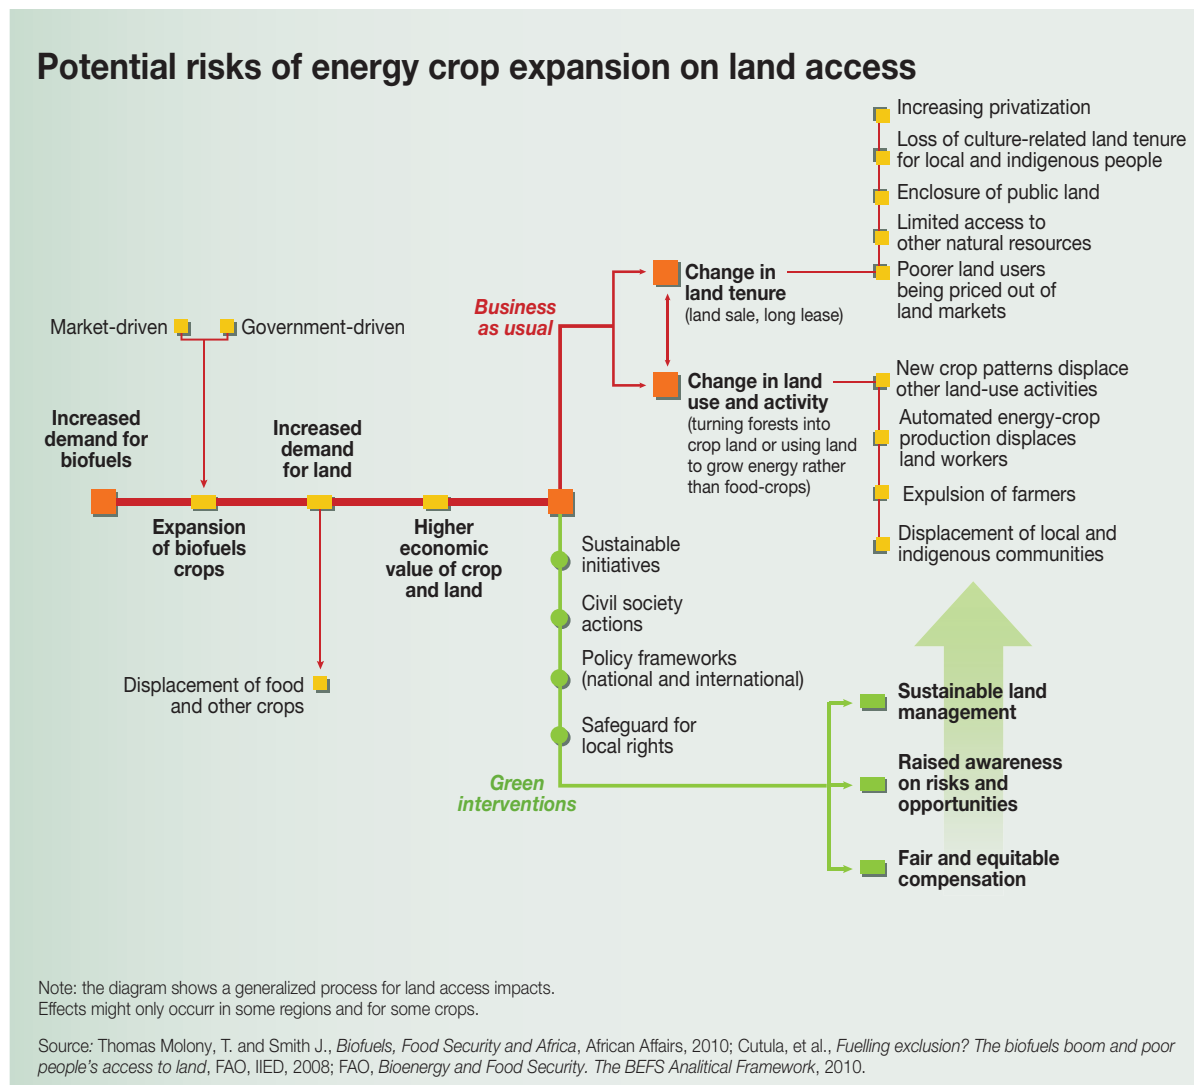 Potential risks of energy crop expansion on land access
Increasing privatization
Loss of culture-related land tenure
for local and indigenous people
Enclosure of public land
Limited access to
other natural resources
Poorer land users
being priced out of
land markets
Change in
land tenure
(land sale, long lease)
Business
as usual
Market-driven
Government-driven
New crop patterns displace
other land-use activities
Automated energy-crop
production displaces
land workers
Expulsion of farmers
Displacement of local and
indigenous communities
Change in land
use and activity
(turning forests into
crop land or using land
to grow energy rather
than food-crops)
Increased
demand for
biofuels
Increased
demand
for land
Expansion
of biofuels
crops
Higher
economic
value of crop
and land
Sustainable
initiatives
Civil society
actions
Policy frameworks
(national and international)
Safeguard for
local rights
Displacement of food
and other crops
Green
interventions
Sustainable land
management
Raised awareness
on risks and
opportunities
Fair and equitable
compensation
Note: the diagram shows a generalized process for land access impacts.
Effects might only occurr in some regions and for some crops.
Source: Thomas Molony, T. and Smith J., Biofuels, Food Security and Africa, African Affairs, 2010; Cutula, et al., Fuelling exclusion? The biofuels boom and poor
people's access to land, FAO, IIED, 2008; FAO, Bioenergy and Food Security. The BEFS Analitical Framework, 2010.